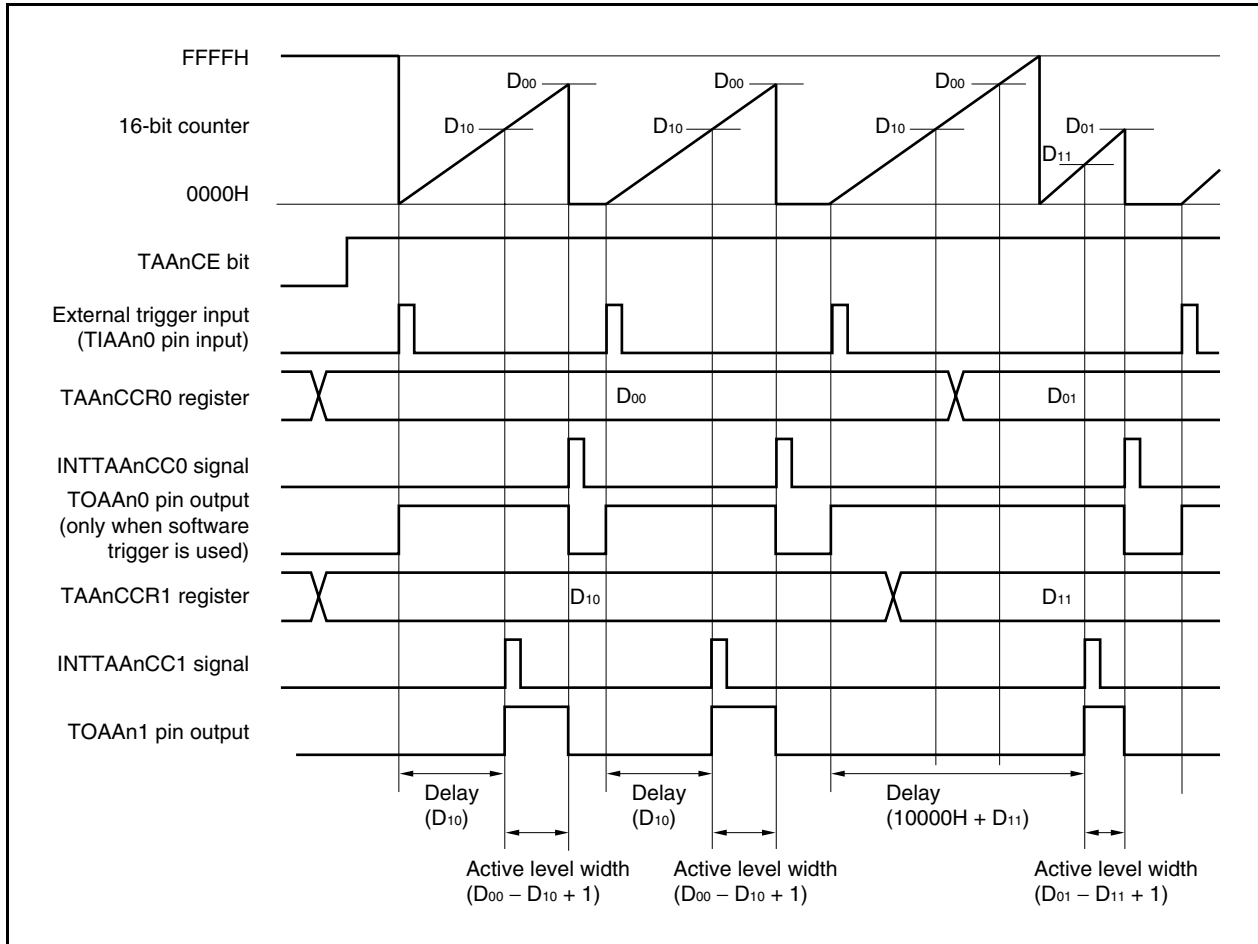 FFFFH
16-bit counter
0000H
D10
D00
D10
D00
D10
D00
D11
D01
TAAnCE bit
External trigger input
(TIAAn0 pin input)
TAAnCCR0 register
D00
D01
INTTAAnCC0 signal
TOAAn0 pin output
(only when software
trigger is used)
TAAnCCR1 register
D10
D11
INTTAAnCC1 signal
TOAAn1 pin output
Delay
(D10)
Delay
(D10)
Delay
(10000H + D11)
Active level width
(D00 − D10 + 1)
Active level width
(D00 − D10 + 1)
Active level width
(D01 − D11 + 1)